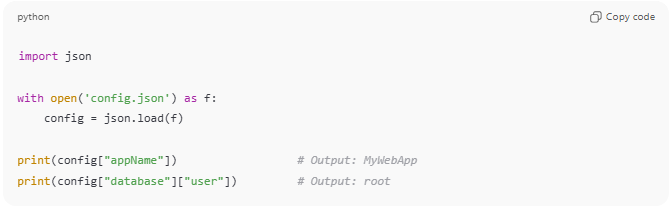 python
Copy code
import json
with open('config.json') as f:
    config = json.load(f)
print(config["appName"])                  # Output: MyWebApp
print(config["database"]["user"])         # Output: root